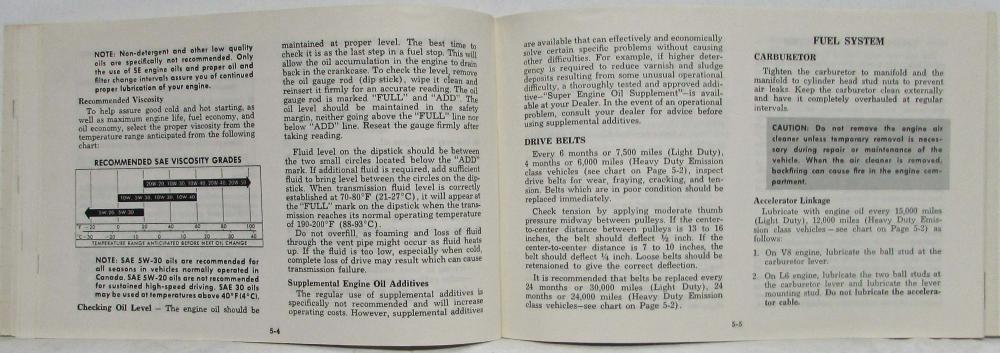 NOTE: Non-detergent and other low quality
oils are specifically not recommended. Only
the use of SE engine oils and proper oil and
filter change intervals assure you of continued
proper lubrication of your engine.
Recommended Viscosity
To help assure good cold and hot starting, as
well as maximum engine life, fuel economy, and
oil economy, select the proper viscosity from the
temperature range anticipated from the following
chart:
RECOMMENDED SAE VISCOSITY GRADES
20W-20, 10W-30, 10W-40, 20W-40, 20W-50
10W, 5W-30, 10W-30, 10W-40
5W-20, 5W-30
°F -20 0 20 40 60 80 100
°C -30 -20 -10 0 10 20 30 40
TEMPERATURE RANGE ANTICIPATED BEFORE NEXT OIL CHANGE
NOTE: SAE 5W-30 oils are recommended for
all seasons in vehicles normally operated in
Canada. SAE 5W-20 oils are not recommended
for sustained high-speed driving. SAE 30 oils
may be used at temperatures above 40°F (4°C).
Checking Oil Level — The engine oil should be
maintained at proper level. The best time to
check it is as the last step in a fuel stop. This will
allow the oil accumulation in the engine to drain
back in the crankcase. To check the level, remove
the oil gauge rod (dip stick), wipe it clean and
reinsert it firmly for an accurate reading. The oil
gauge rod is marked "FULL" and "ADD". The
oil level should be maintained in the safety
margin, neither going above the "FULL" line nor
below "ADD" line. Reseat the gauge firmly after
taking reading.
Fluid level on the dipstick should be between
the two small circles located below the "ADD"
mark. If additional fluid is required, add sufficient
fluid to bring level between the circles on the dip-
stick. When transmission fluid level is correctly
established at 70-80°F (21-27°C), it will appear at
the "FULL" mark on the dipstick when the trans-
mission reaches its normal operating temperature
of 190-200°F (88-93°C).
Do not overfill, as foaming and loss of fluid
through the vent pipe might occur as fluid heats
up. If the fluid is too low, especially when cold,
complete loss of drive may result which can cause
transmission failure.
Supplemental Engine Oil Additives
The regular use of supplemental additives is
specifically not recommended and will increase
operating costs. However, supplemental additives
5-4
are available that can effectively and economically
solve certain specific problems without causing
other difficulties. For example, if higher deter-
gency is required to reduce varnish and sludge
deposits resulting from some unusual operational
difficulty, a thoroughly tested and approved addi-
tive—"Super Engine Oil Supplement"—is avail-
able at your Dealer. In the event of an operational
problem, consult your dealer for advice before
using supplemental additives.
DRIVE BELTS
Every 6 months or 7,500 miles (Light Duty),
4 months or 6,000 miles (Heavy Duty Emission
class vehicles (see chart on Page 5-2), inspect
drive belts for wear, fraying, cracking, and ten-
sion. Belts which are in poor condition should be
replaced immediately.
Check tension by applying moderate thumb
pressure midway between pulleys. If the center-
to-center distance between pulleys is 13 to 16
inches, the belt should deflect ½ inch. If the
center-to-center distance is 7 to 10 inches, the
belt should deflect ¼ inch. Loose belts should be
retensioned to give the correct deflection.
It is recommended that belts be replaced every
24 months or 30,000 miles (Light Duty), 24
months or 24,000 miles (Heavy Duty Emission
class vehicles—see chart on Page 5-2).
FUEL SYSTEM
CARBURETOR
Tighten the carburetor to manifold and the
manifold to cylinder head stud nuts to prevent
air leaks. Keep the carburetor clean externally
and have it completely overhauled at regular
intervals.
CAUTION: Do not remove the engine air
cleaner unless temporary removal is neces-
sary during repair or maintenance of the
vehicle. When the air cleaner is removed,
backfiring can cause fire in the engine com-
partment.
Accelerator Linkage
Lubricate with engine oil every 15,000 miles
(Light Duty), 12,000 miles (Heavy Duty Emis-
sion class vehicles – see chart on Page 5-2) as
follows:
1. On V8 engine, lubricate the ball stud at the
carburetor lever.
2. On L6 engine, lubricate the two ball studs at
the carburetor lever and lubricate the lever
mounting stud. Do not lubricate the accelera-
tor cable.
5-5